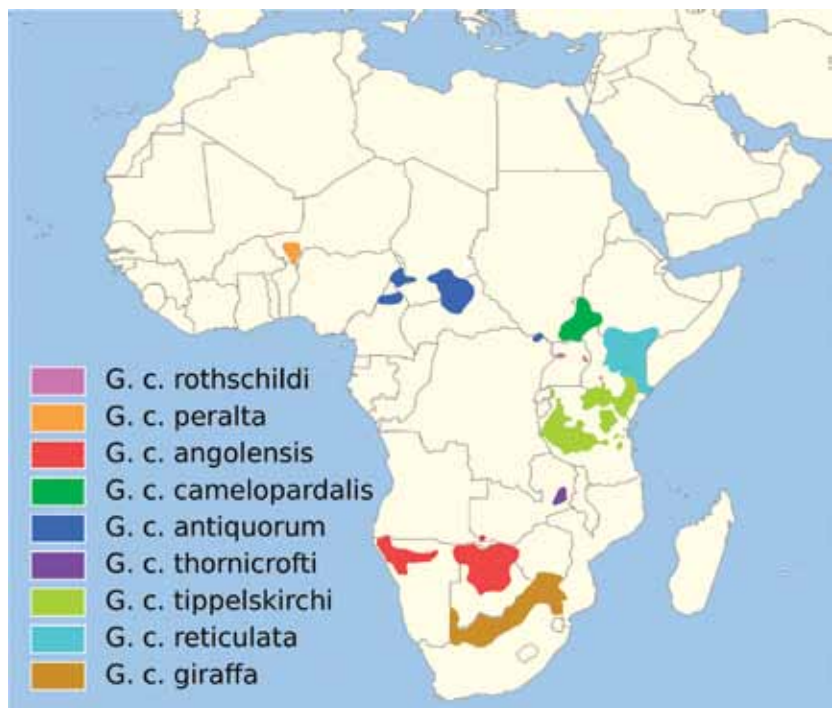 G. c. rothschildi
G. c. peralta
G. c. angolensis
G. c. camelopardalis
G. c. antiquorum
G. c. thornicrofti
G. c. tippelskirchi
G. c. reticulata
G. c. giraffa